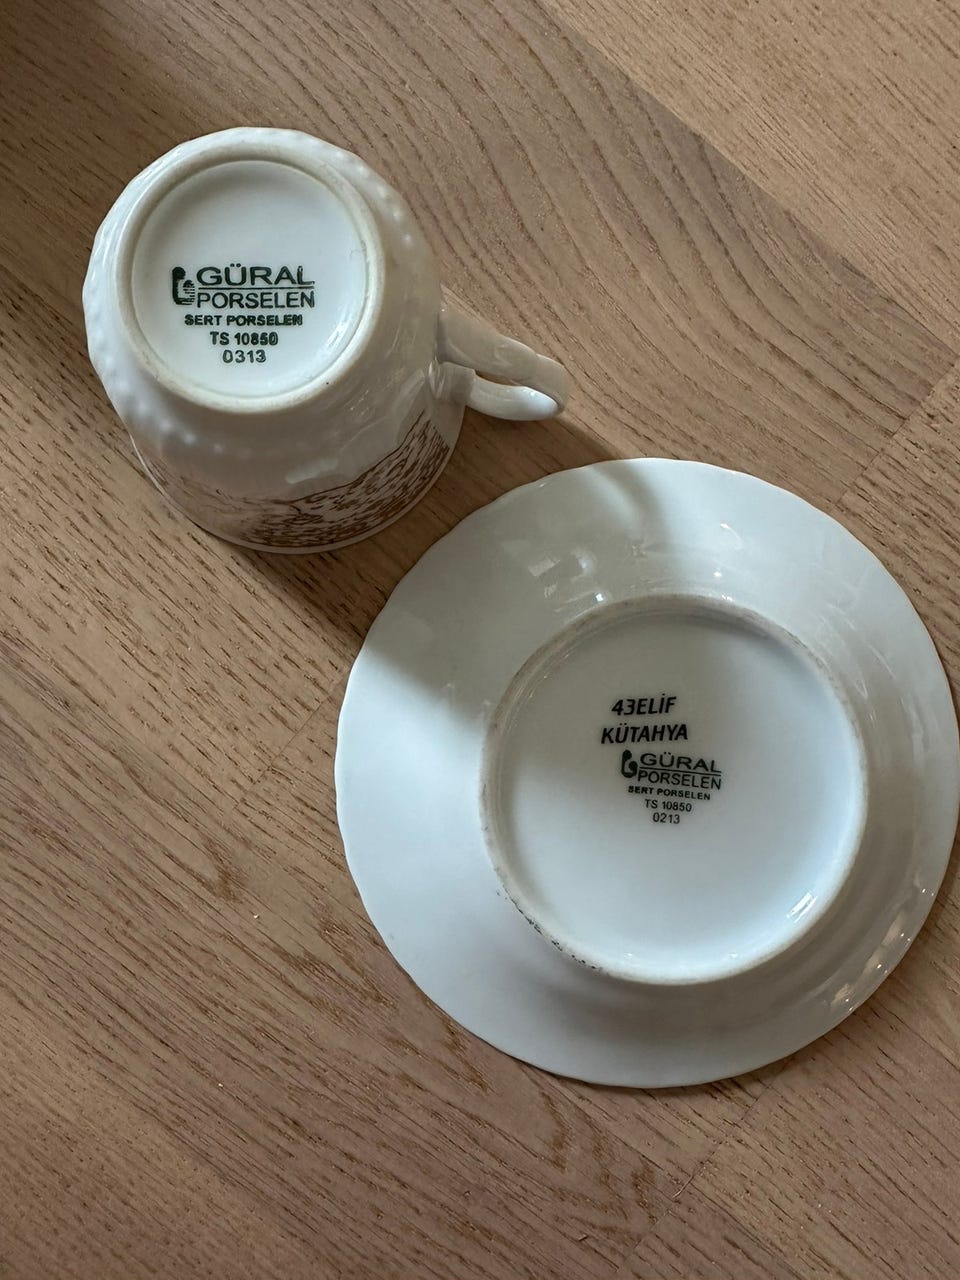 GÜRAL
PORSELEN
SERT PORSELEN
TS 10850
0313
43ELİF
KÜTAHYA
GÜRAL
PORSELEN
SERT PORSELEN
TS 10850
0213